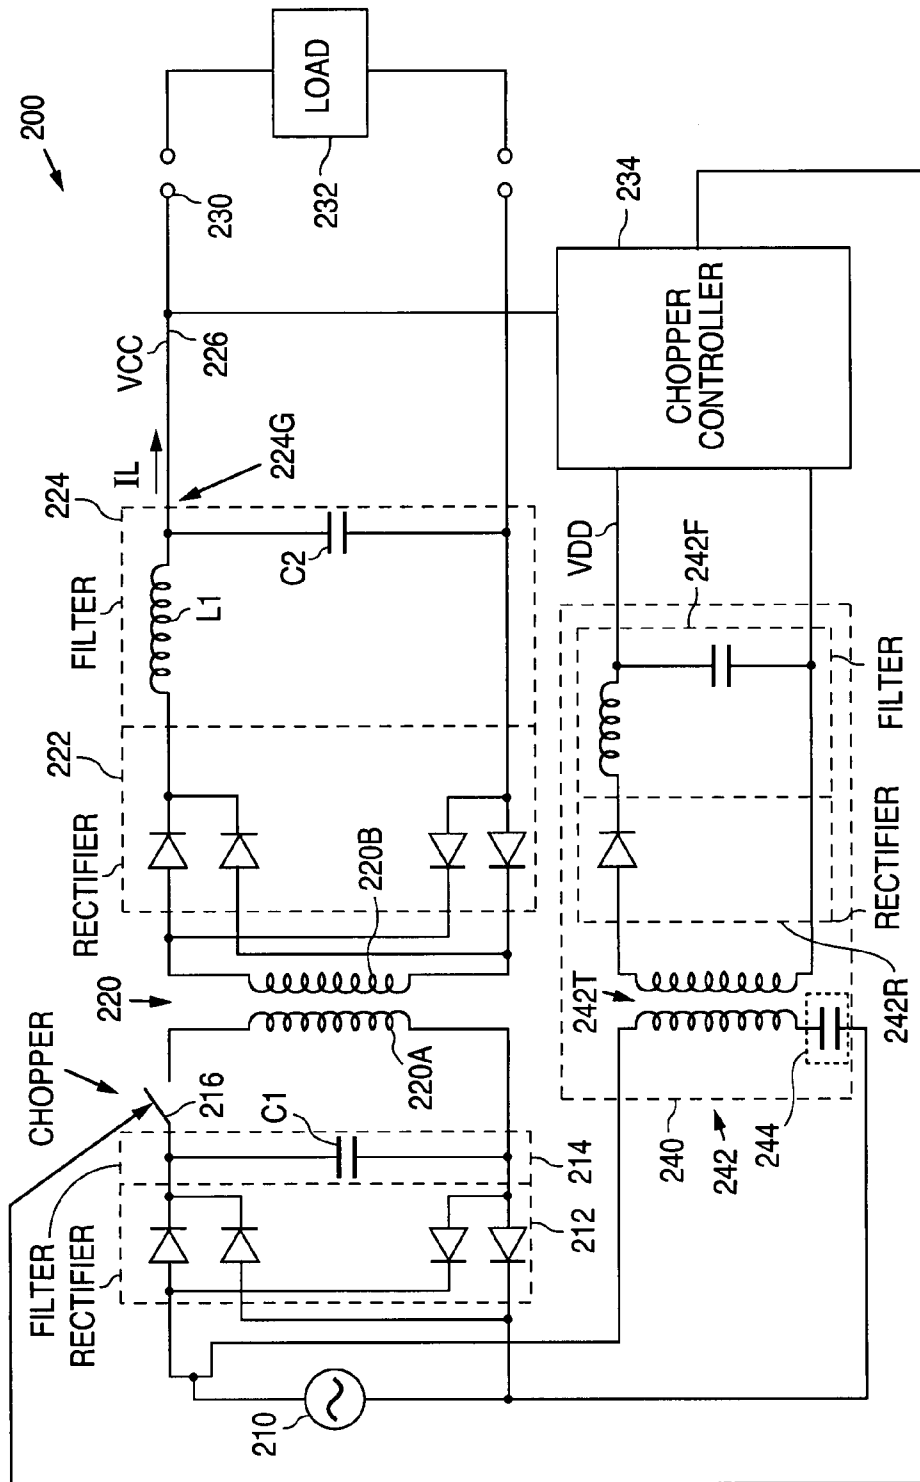 200
LOAD
232
230
VCC
226
IL
224G
224
FILTER
L1
C2
222
RECTIFIER
220B
220
220A
CHOPPER
216
C1
FILTER
RECTIFIER
214
212
210
234
CHOPPER
CONTROLLER
VDD
242F
FILTER
RECTIFIER
242R
242T
240
242
244